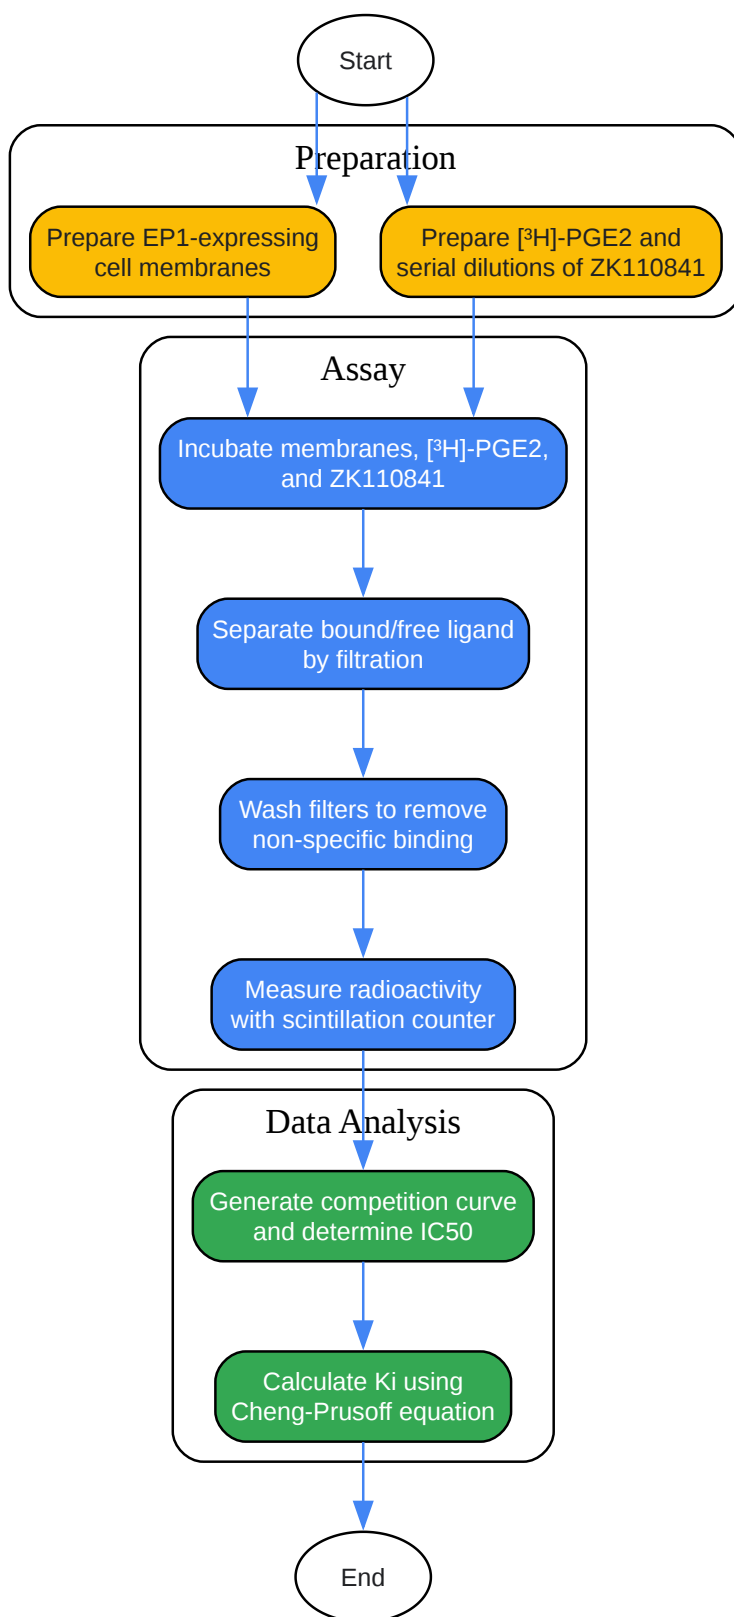 Start
Preparation
Prepare EP1-expressing
cell membranes
Prepare [³H]-PGE2 and
serial dilutions of ZK110841
Assay
Incubate membranes, [³H]-PGE2,
and ZK110841
Separate bound/free ligand
by filtration
Wash filters to remove
non-specific binding
Measure radioactivity
with scintillation counter
Data Analysis
Generate competition curve
and determine IC50
Calculate Ki using
Cheng-Prusoff equation
End